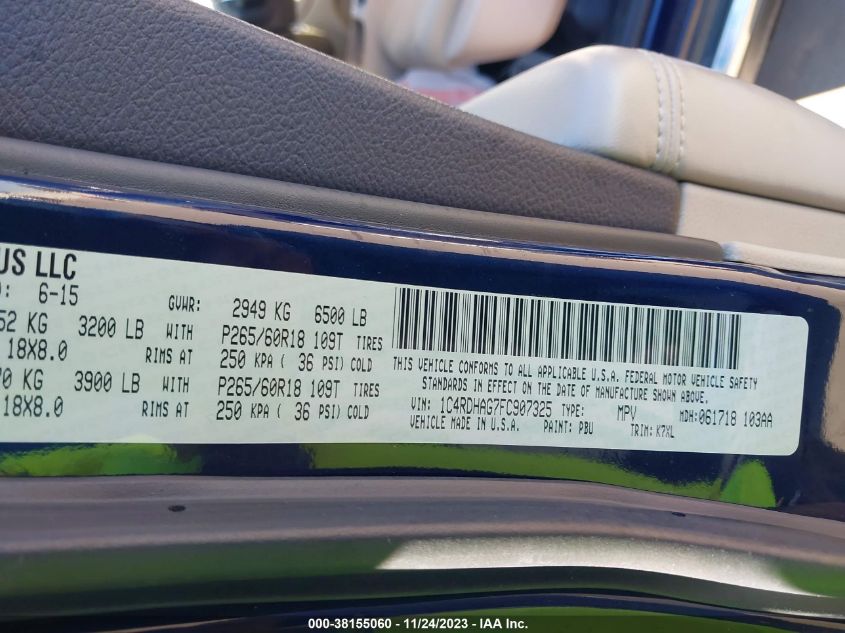 US LLC
: 6-15 GVWR: 2949 KG 6500 LB
52 KG 3200 LB WITH P265/60R18 109T TIRES
18X8.0 RIMS AT 250 KPA ( 36 PSI) COLD
70 KG 3900 LB WITH P265/60R18 109T TIRES
18X8.0 RIMS AT 250 KPA ( 36 PSI) COLD
THIS VEHICLE CONFORMS TO ALL APPLICABLE U.S.A. FEDERAL MOTOR VEHICLE SAFETY
STANDARDS IN EFFECT ON THE DATE OF MANUFACTURE SHOWN ABOVE.
VIN: 1C4RDHAG7FC907325 TYPE: MPV MDH: 061718 103AA
VEHICLE MADE IN U.S.A. PAINT: PBU TRIM: K7XL
000-38155060 - 11/24/2023 - IAA Inc.